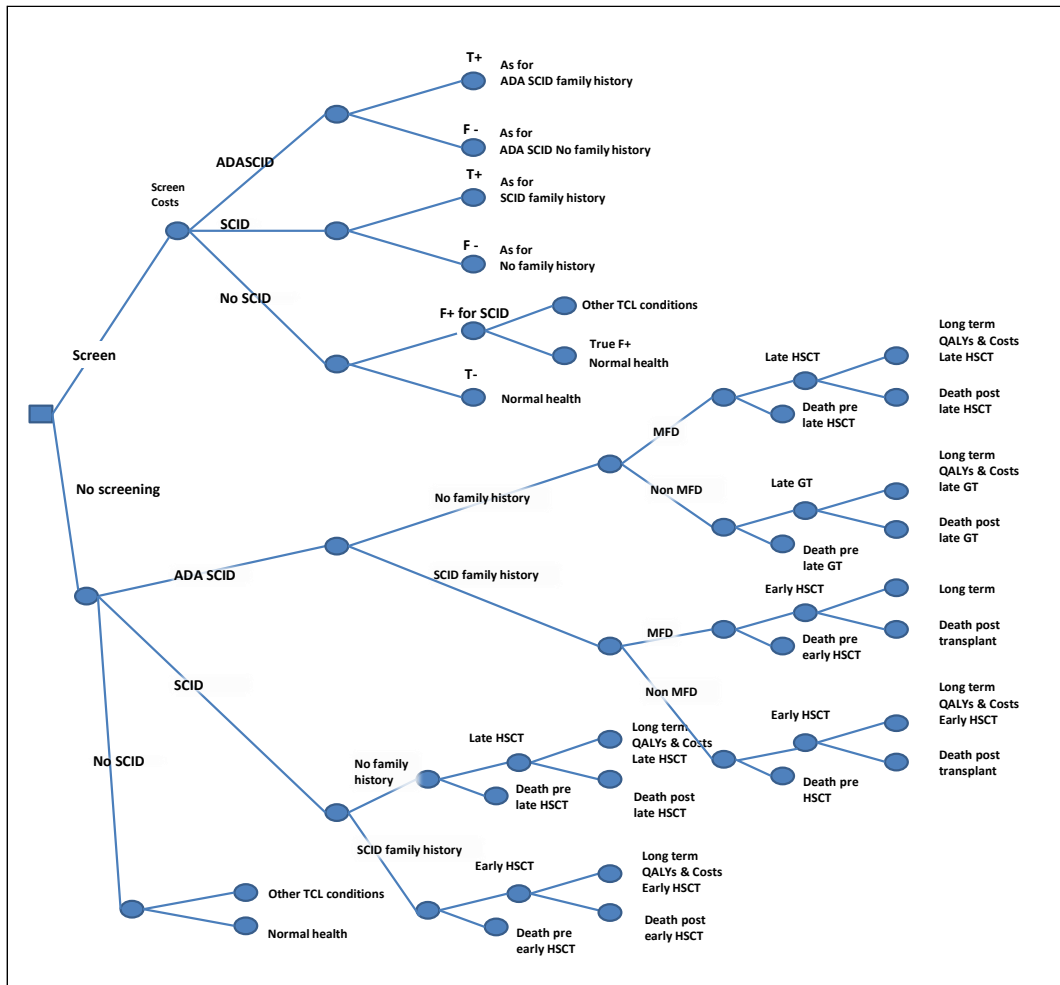 T+
As for
ADA SCID family history
F -
As for
ADA SCID No family history
ADASCID
T+
As for
SCID family history
Screen
Costs
SCID
F -
As for
No family history
No SCID
F+ for SCID
Other TCL conditions
True F+
Normal health
Screen
T-
Normal health
Long term
QALYs & Costs
Late HSCT
Late HSCT
Death pre
late HSCT
Death post
late HSCT
MFD
No screening
No family history
Non MFD
Long term
QALYs & Costs
late GT
Late GT
Death post
late GT
Death pre
late GT
ADA SCID
SCID family history
Early HSCT
Long term
MFD
Death pre
early HSCT
Death post
transplant
SCID
Non MFD
Long term
QALYs & Costs
Early HSCT
Early HSCT
Death post
transplant
Death pre
HSCT
No SCID
Late HSCT
Long term
QALYs & Costs
Late HSCT
No family
history
Death pre
late HSCT
Death post
late HSCT
SCID family history
Early HSCT
Long term
QALYs & Costs
Early HSCT
Other TCL conditions
Normal health
Death pre
early HSCT
Death post
early HSCT